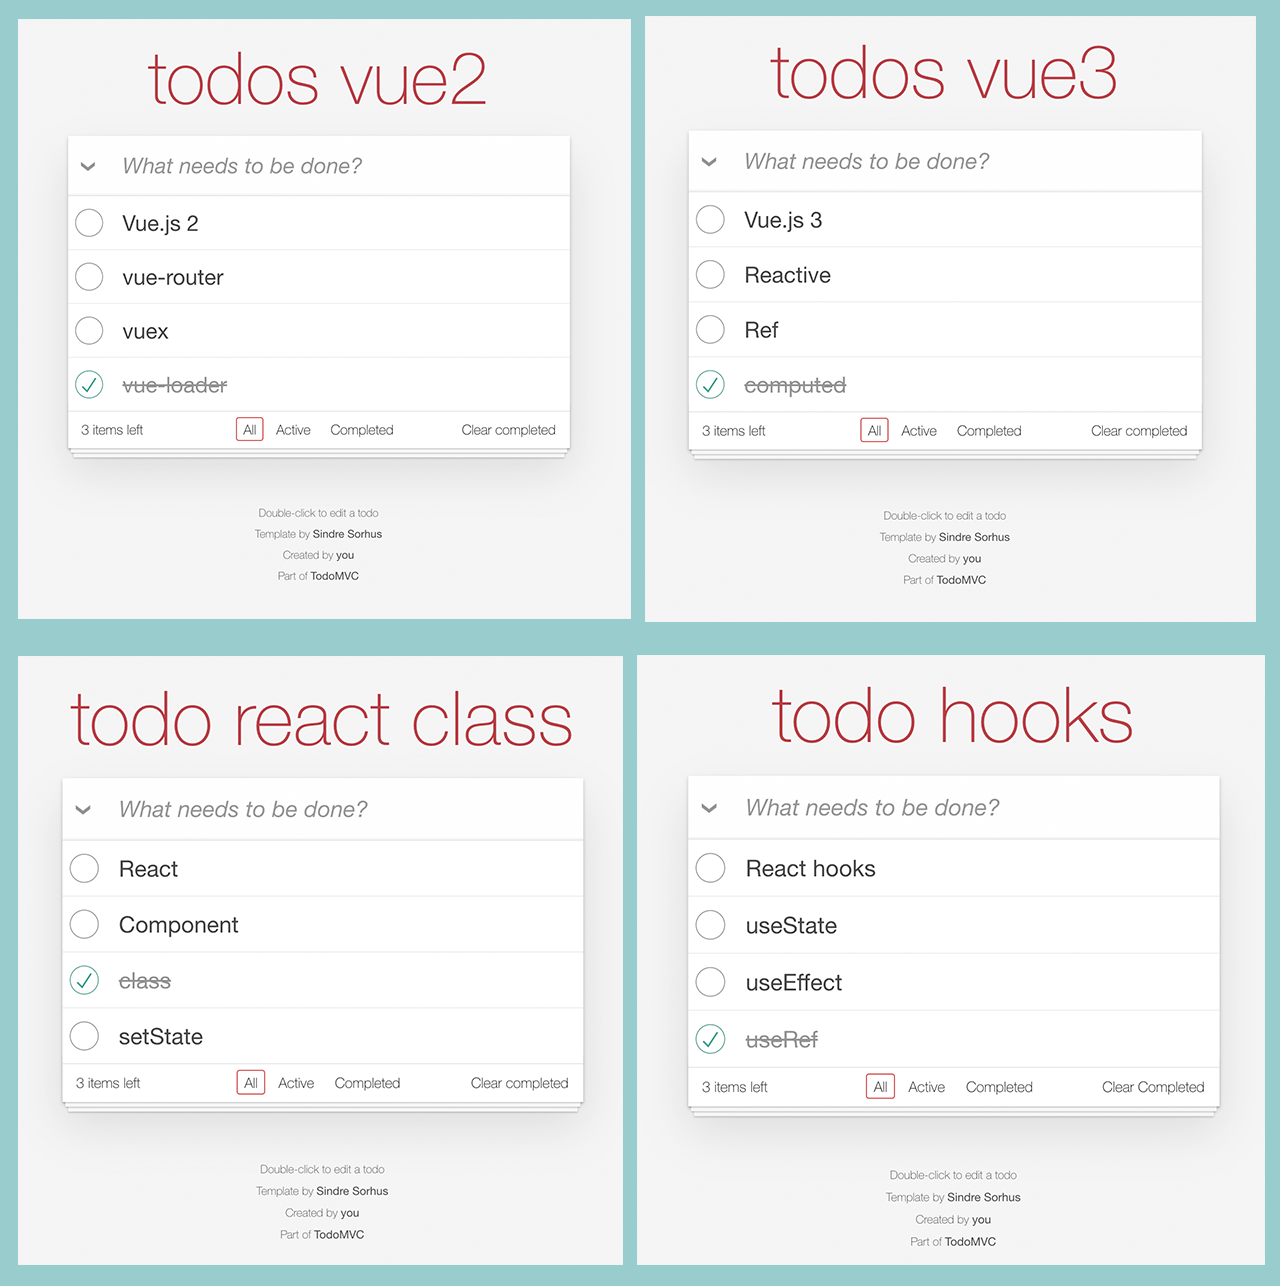 todos vue2
What needs to be done?
Vue.js 2
vue-router
vuex
vue-loader
3 items left All Active Completed Clear completed
Double-click to edit a todo
Template by Sindre Sorhus
Created by you
Part of TodoMVC
todos vue3
What needs to be done?
Vue.js 3
Reactive
Ref
computed
3 items left All Active Completed Clear completed
Double-click to edit a todo
Template by Sindre Sorhus
Created by you
Part of TodoMVC
todo react class
What needs to be done?
React
Component
class
setState
3 items left All Active Completed Clear completed
Double-click to edit a todo
Template by Sindre Sorhus
Created by you
Part of TodoMVC
todo hooks
What needs to be done?
React hooks
useState
useEffect
useRef
3 items left All Active Completed Clear Completed
Double-click to edit a todo
Template by Sindre Sorhus
Created by you
Part of TodoMVC